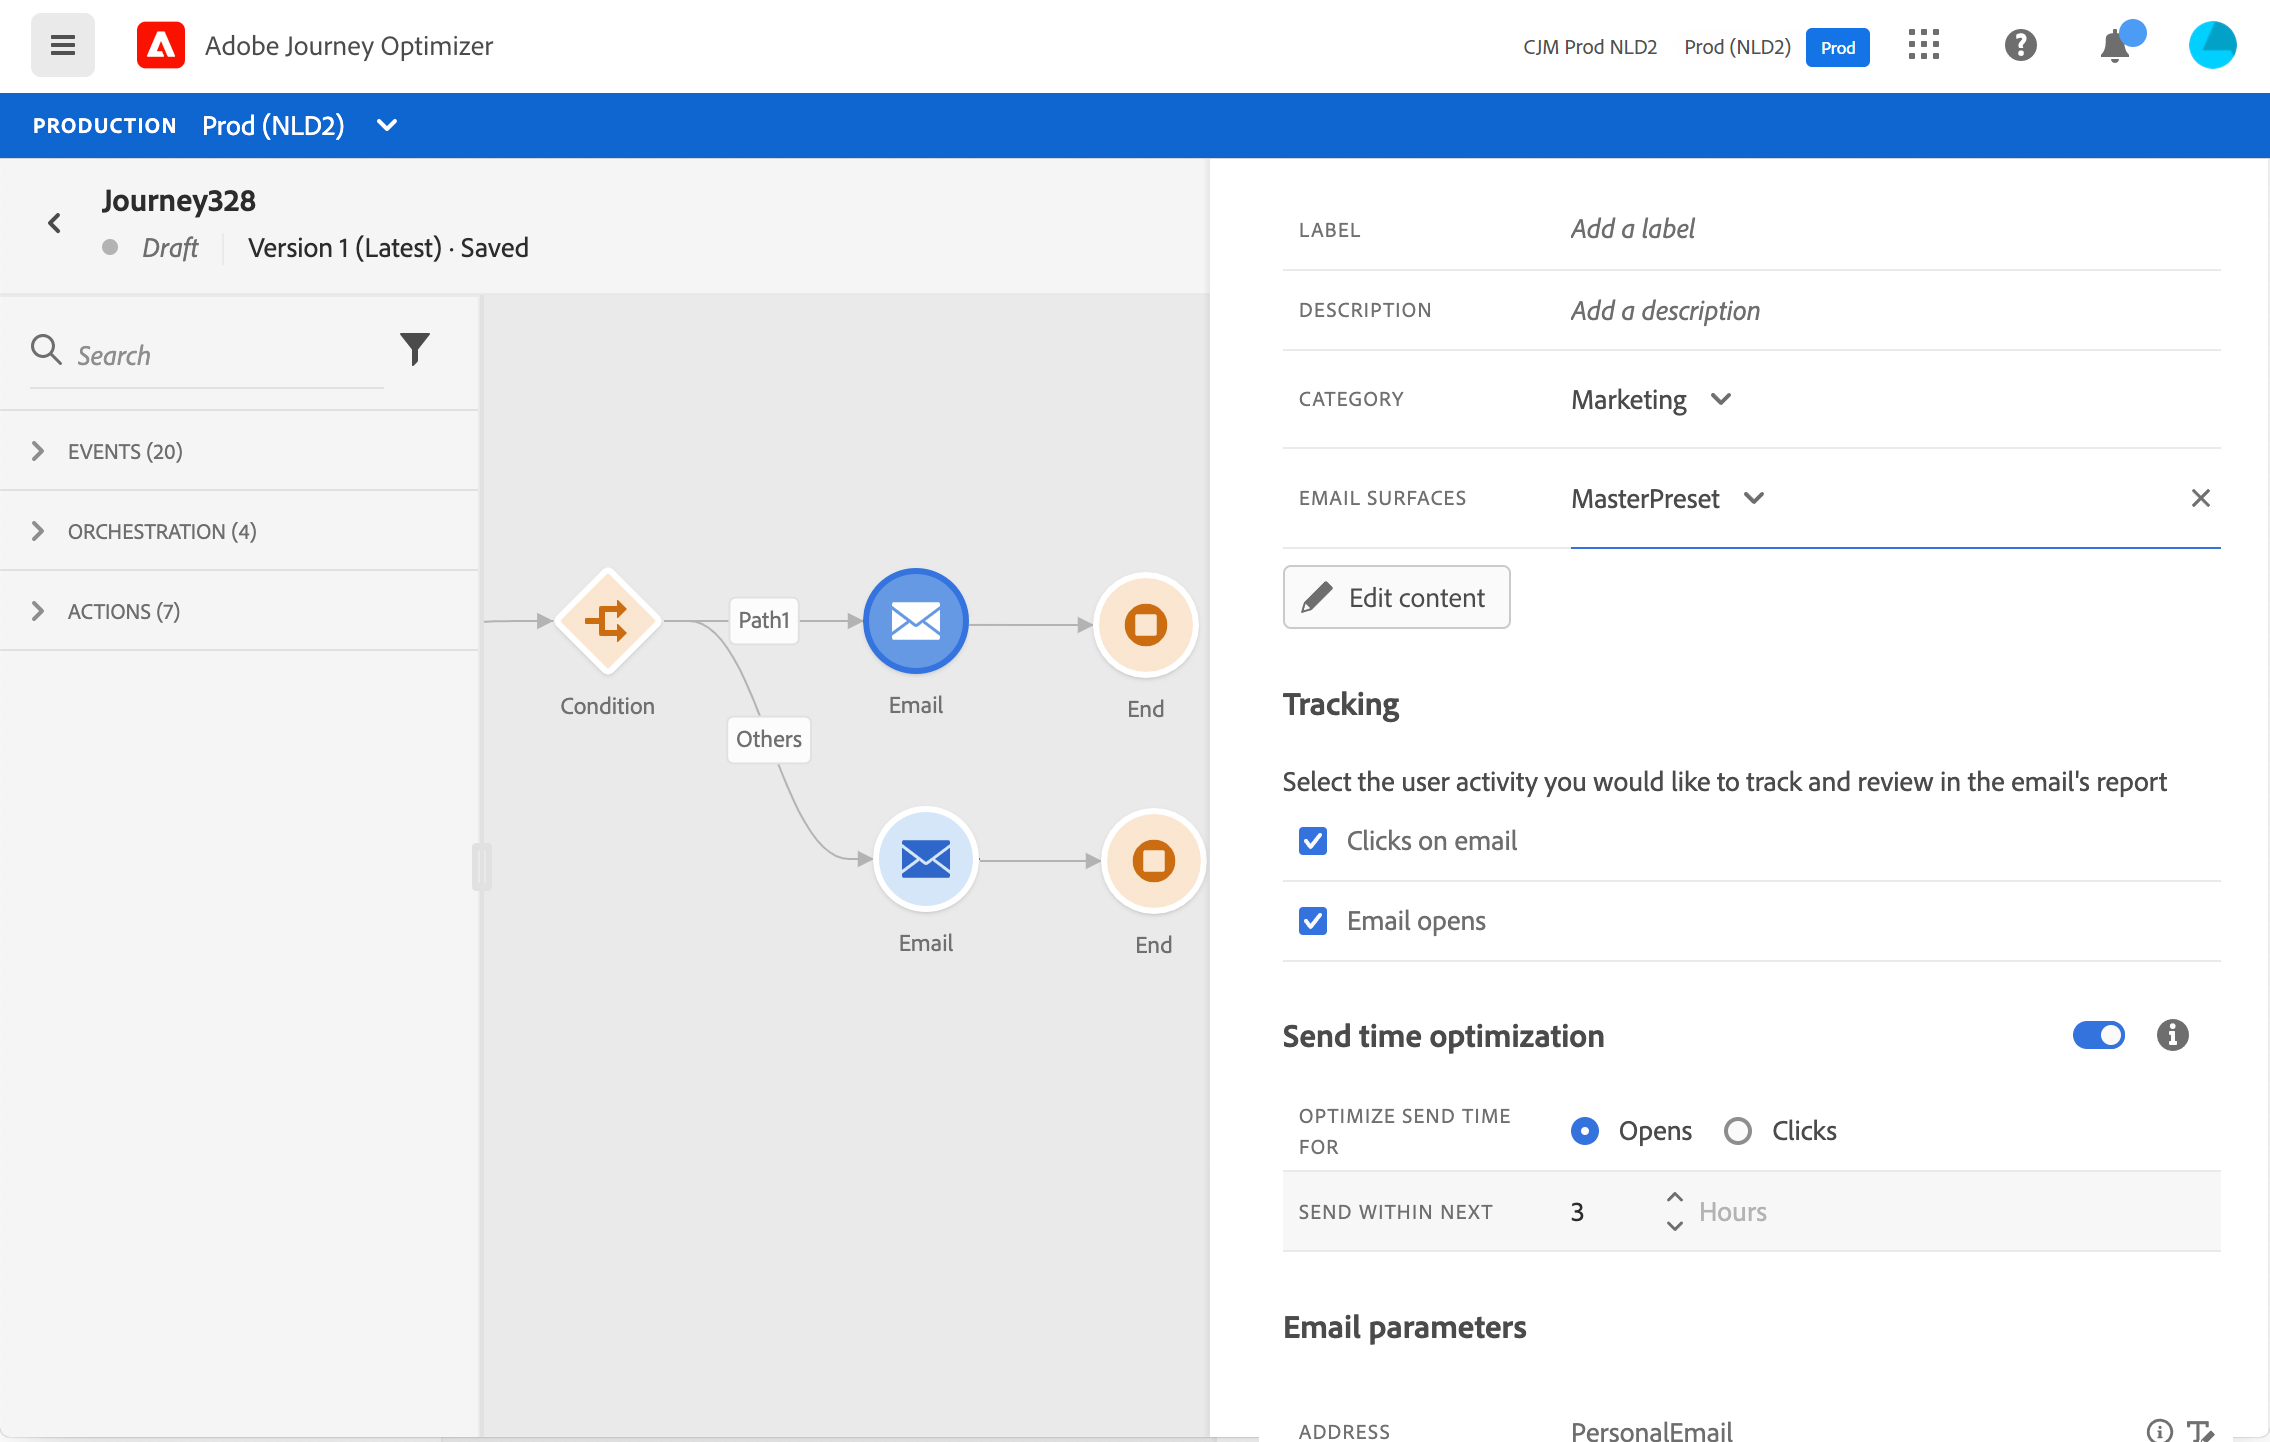 Adobe Journey Optimizer
CJM Prod NLD2 Prod (NLD2) Prod
PRODUCTION Prod (NLD2)
Journey328
Draft Version 1 (Latest) · Saved
Search
EVENTS (20)
ORCHESTRATION (4)
ACTIONS (7)
Condition
Path1
Others
Email
End
Email
End
LABEL Add a label
DESCRIPTION Add a description
CATEGORY Marketing
EMAIL SURFACES MasterPreset
Edit content
Tracking
Select the user activity you would like to track and review in the email's report
Clicks on email
Email opens
Send time optimization
OPTIMIZE SEND TIME
FOR
Opens Clicks
SEND WITHIN NEXT 3 Hours
Email parameters
ADDRESS PersonalEmail